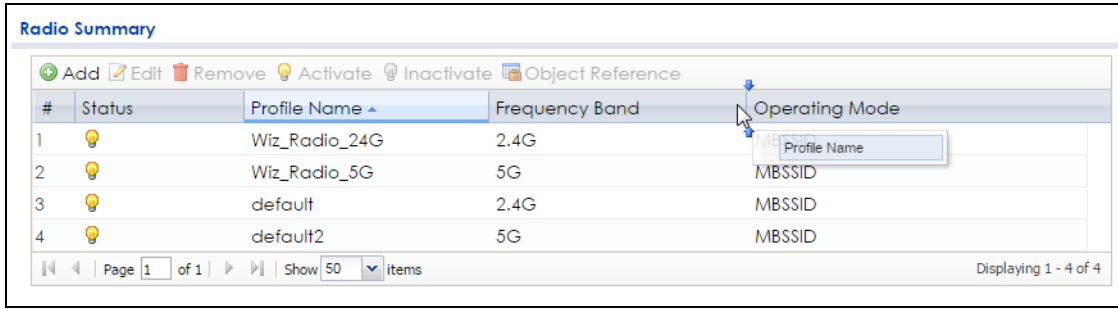 Radio Summary
Add Edit Remove Activate Inactivate Object Reference
# Status Profile Name Frequency Band Operating Mode
1 Wiz_Radio_24G 2.4G MBSSID
Profile Name
2 Wiz_Radio_5G 5G MBSSID
3 default 2.4G MBSSID
4 default2 5G MBSSID
Page 1 of 1 Show 50 items Displaying 1 - 4 of 4